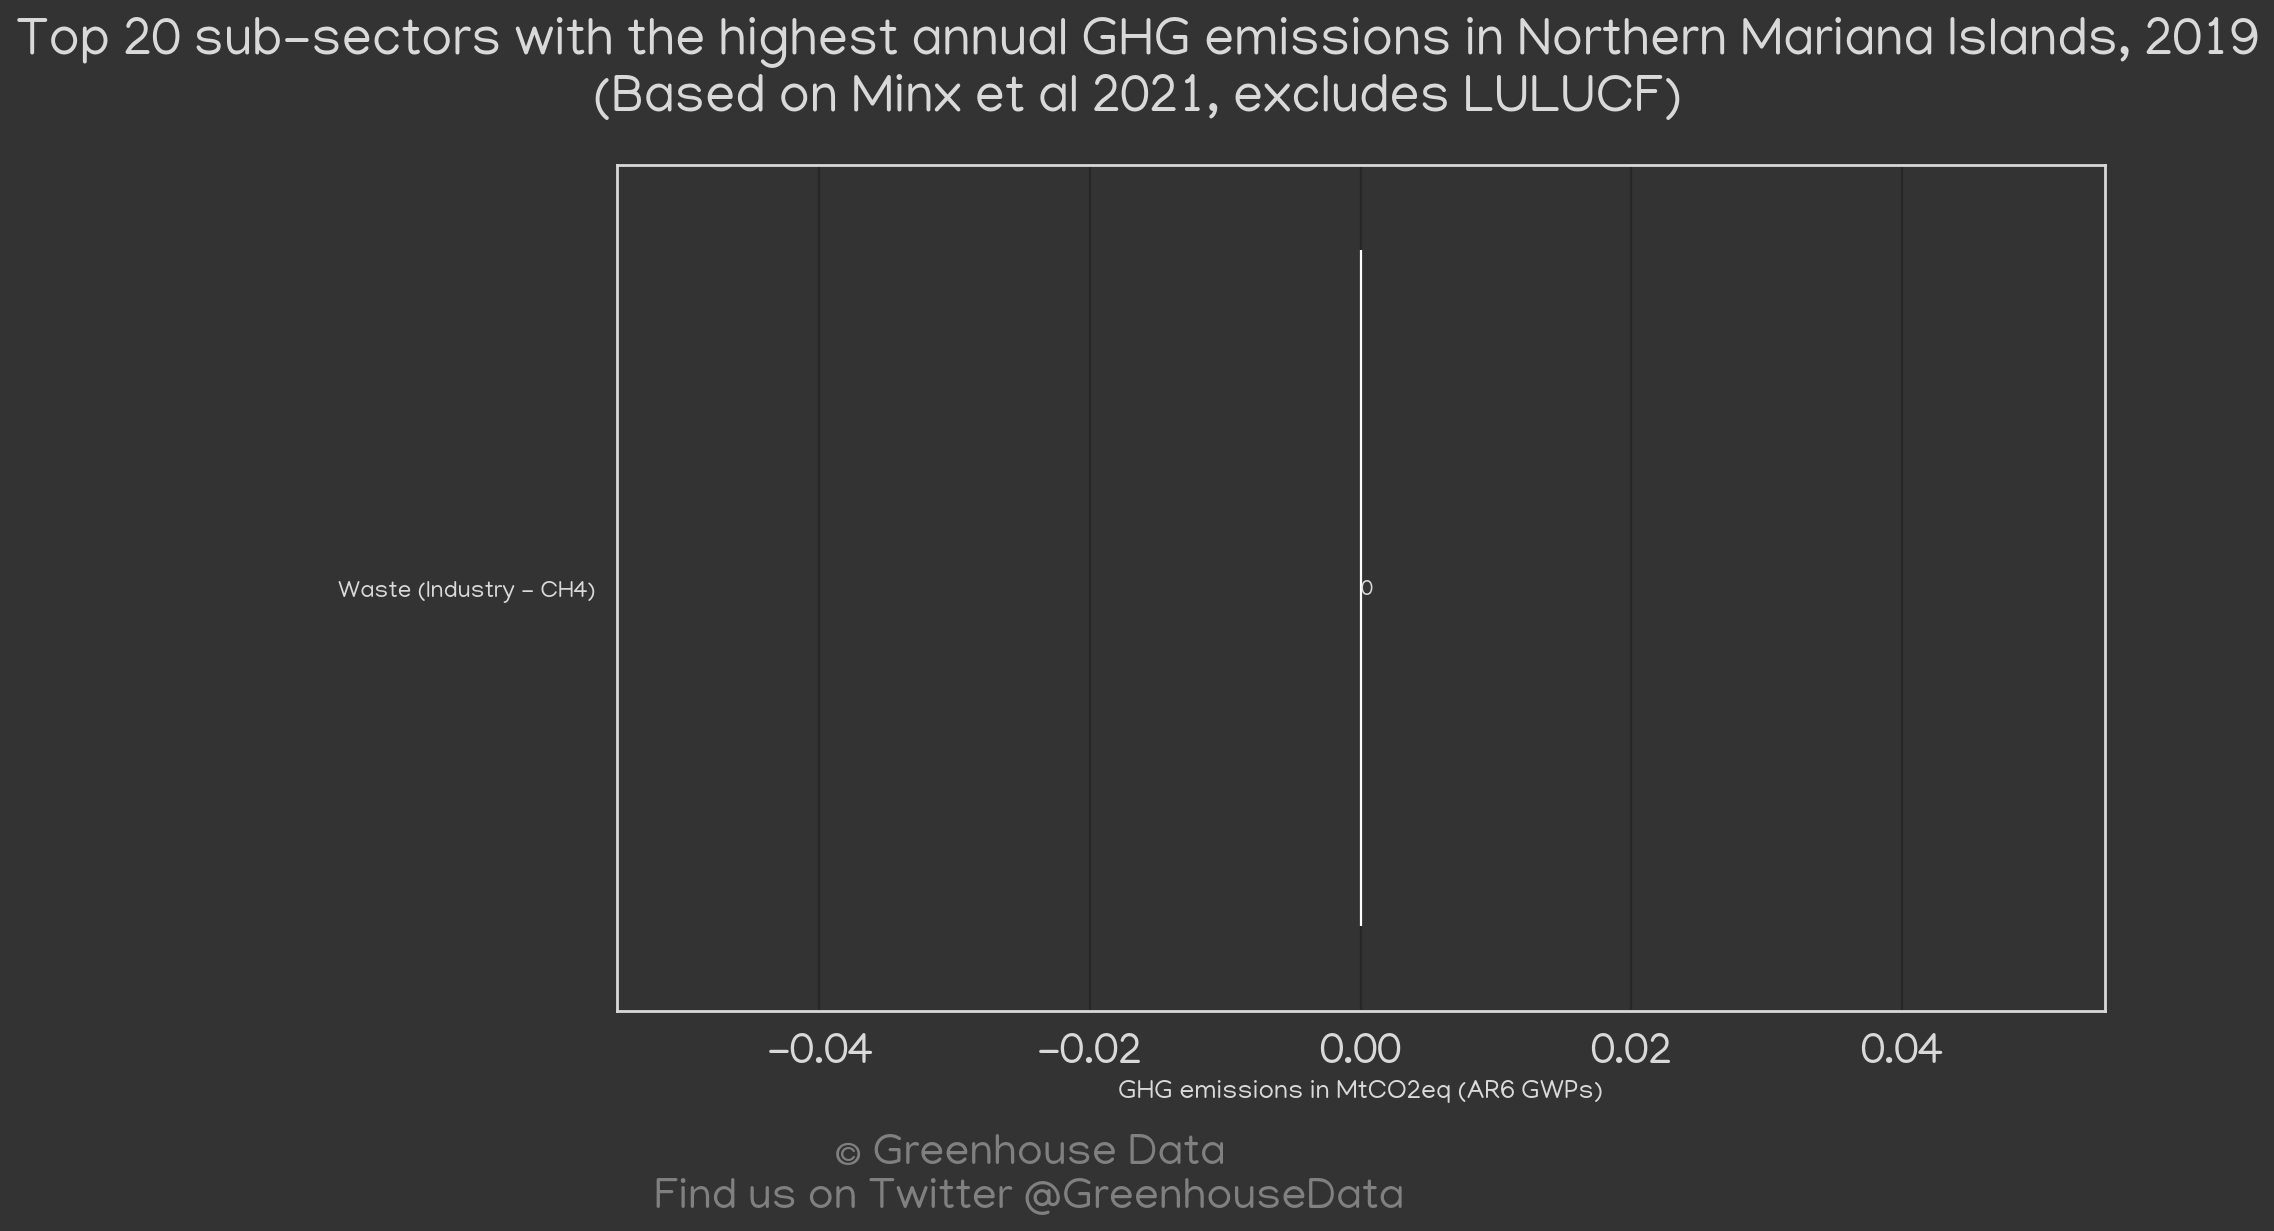 Top 20 sub-sectors with the highest annual GHG emissions in Northern Mariana Islands, 2019
(Based on Minx et al 2021, excludes LULUCF)
Waste (Industry - CH4)
0
-0.04
-0.02
0.00
0.02
0.04
GHG emissions in MtCO2eq (AR6 GWPs)
© Greenhouse Data
Find us on Twitter @GreenhouseData